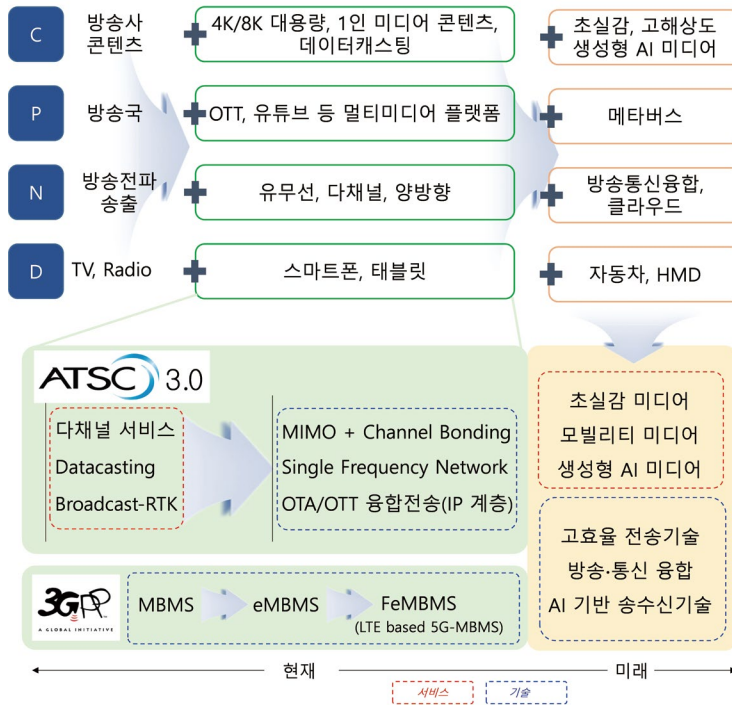 C
방송사
콘텐츠
4K/8K 대용량, 1인 미디어 콘텐츠,
데이터캐스팅
초실감, 고해상도
생성형 AI 미디어
P
방송국
OTT, 유튜브 등 멀티미디어 플랫폼
메타버스
N
방송전파
송출
유무선, 다채널, 양방향
방송통신융합,
클라우드
D
TV, Radio
스마트폰, 태블릿
자동차, HMD
ATSC 3.0
다채널 서비스
Datacasting
Broadcast-RTK
MIMO + Channel Bonding
Single Frequency Network
OTA/OTT 융합전송(IP 계층)
초실감 미디어
모빌리티 미디어
생성형 AI 미디어
고효율 전송기술
방송·통신 융합
AI 기반 송수신기술
3GPP
A GLOBAL INITIATIVE
MBMS
eMBMS
FeMBMS
(LTE based 5G-MBMS)
현재
미래
서비스
기술